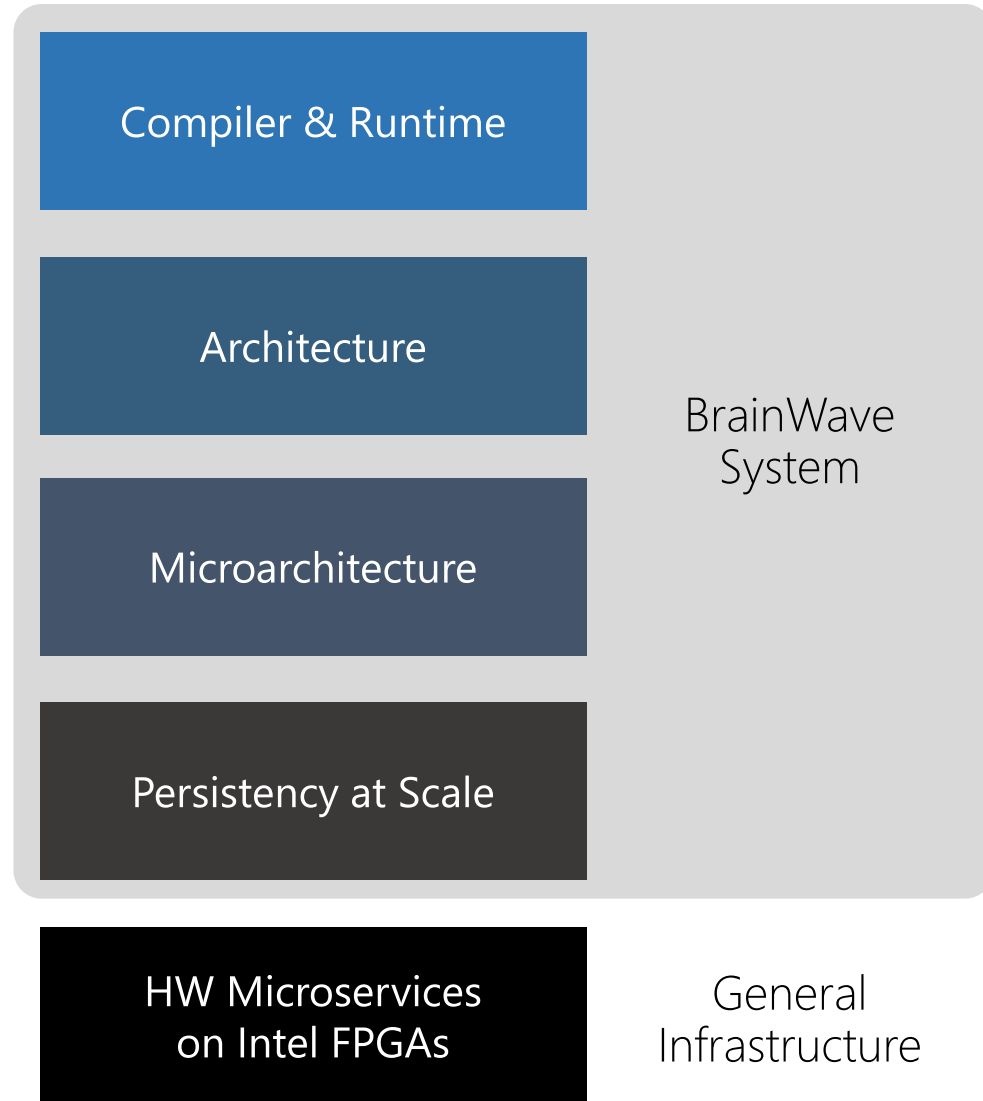 Compiler & Runtime
Architecture
BrainWave
System
Microarchitecture
Persistency at Scale
HW Microservices
on Intel FPGAs
General
Infrastructure